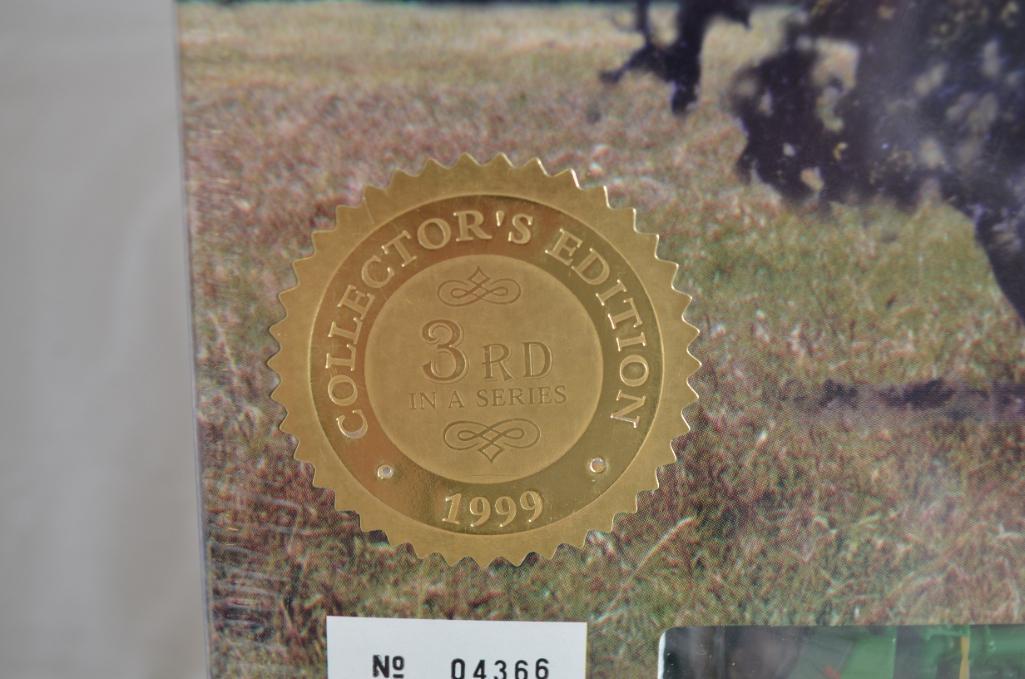 COLLECTOR'S EDITION
3RD
IN A SERIES
1999
Nº 04366